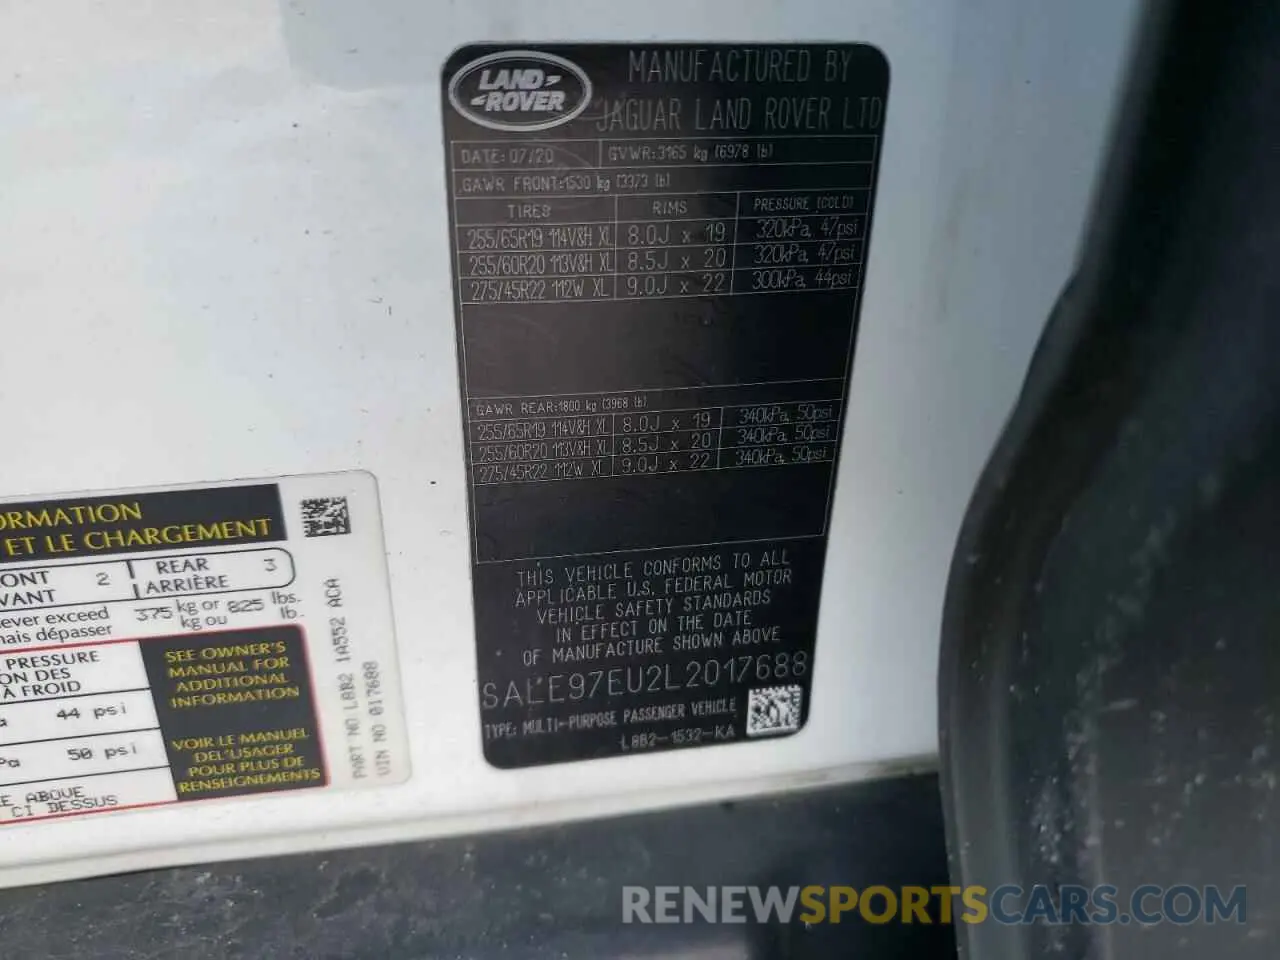 LAND
ROVER
MANUFACTURED BY
JAGUAR LAND ROVER LTD
DATE: 07/20 GVWR: 3165 kg (6978 lb)
GAWR FRONT: 1530 kg (3373 lb)
TIRES RIMS PRESSURE (COLD)
255/65R19 114V&H XL 8.0J x 19 320kPa, 47psi
255/60R20 113V&H XL 8.5J x 20 320kPa, 47psi
275/45R22 112W XL 9.0J x 22 300kPa, 44psi
GAWR REAR: 1800 kg (3968 lb)
255/65R19 114V&H XL 8.0J x 19 340kPa, 50psi
255/60R20 113V&H XL 8.5J x 20 340kPa, 50psi
275/45R22 112W XL 9.0J x 22 340kPa, 50psi
THIS VEHICLE CONFORMS TO ALL
APPLICABLE U.S. FEDERAL MOTOR
VEHICLE SAFETY STANDARDS
IN EFFECT ON THE DATE
OF MANUFACTURE SHOWN ABOVE
SALE97EU2L2017688
TYPE: MULTI-PURPOSE PASSENGER VEHICLE
L8B2-1532-KA
ORMATION
ET LE CHARGEMENT
ONT 2 REAR 3
VANT ARRIÈRE
ever exceed 375 kg or 825 lbs.
mais dépasser kg ou lb.
PRESSURE
ON DES
À FROID
a 44 psi
Pa 50 psi
E ABOVE
CI DESSUS
SEE OWNER'S
MANUAL FOR
ADDITIONAL
INFORMATION
VOIR LE MANUEL
DE L'USAGER
POUR PLUS DE
RENSEIGNEMENTS
PART NO L8B2 1A552 ACA
VIN NO 017688
RENEWSPORTSCARS.COM